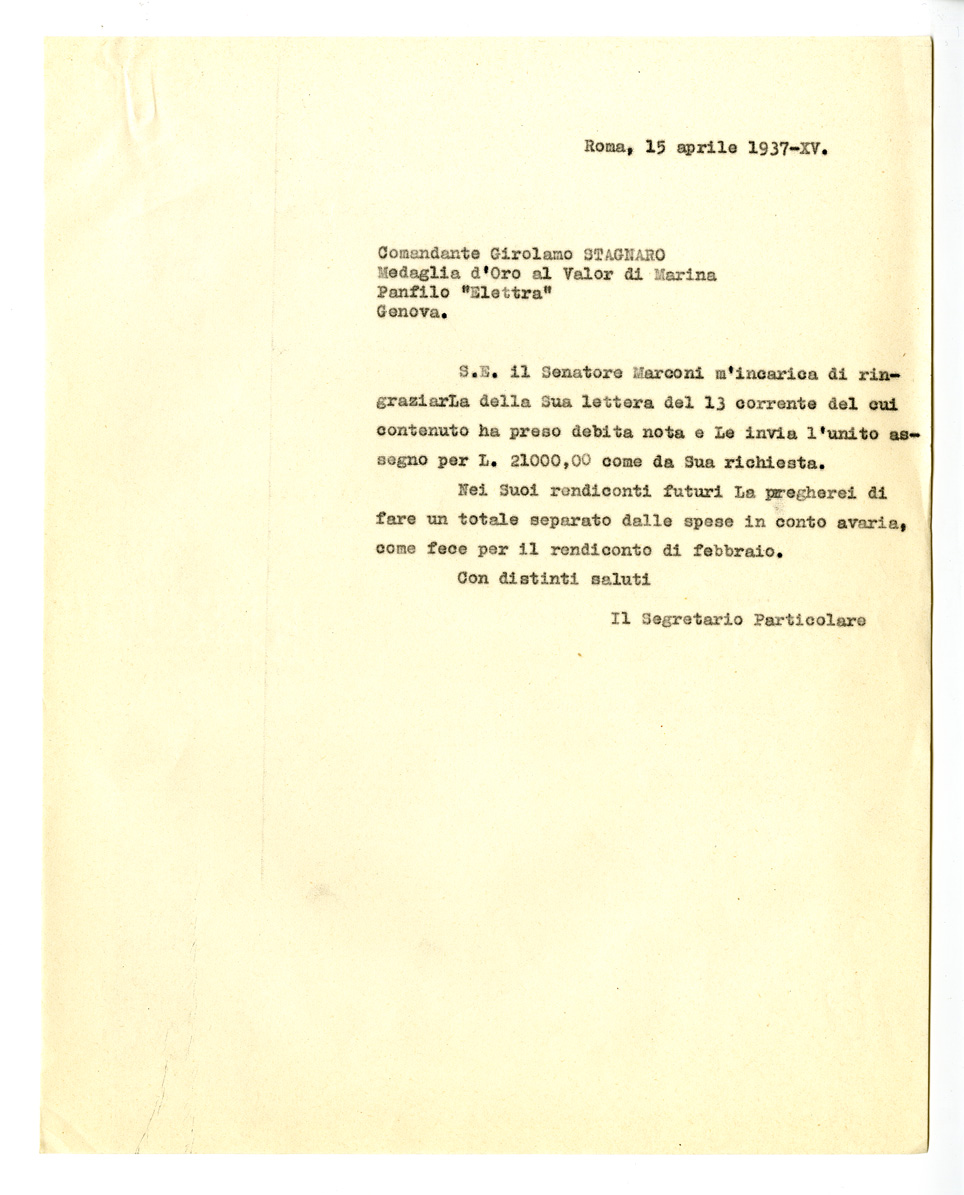 Roma, 15 aprile 1937-XV.
Comandante Girolamo STAGNARO
Medaglia d'Oro al Valor di Marina
Panfilo "Elettra"
Genova.
S.E. il Senatore Marconi m'incarica di rin-
graziarLa della Sua lettera del 13 corrente del cui
contenuto ha preso debita nota e Le invia l'unito as-
segno per L. 21000,00 come da Sua richiesta.
Nei Suoi rendiconti futuri La pregherei di
fare un totale separato dalle spese in conto avaria,
come fece per il rendiconto di febbraio.
Con distinti saluti
Il Segretario Particolare